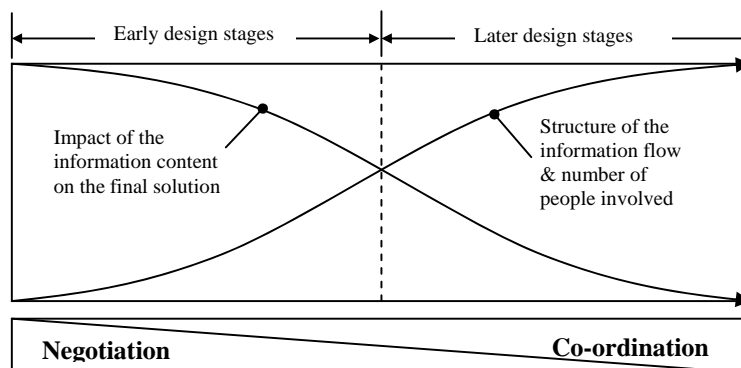 Early design stages
Later design stages
Impact of the
information content
on the final solution
Structure of the
information flow
& number of
people involved
Negotiation
Co-ordination